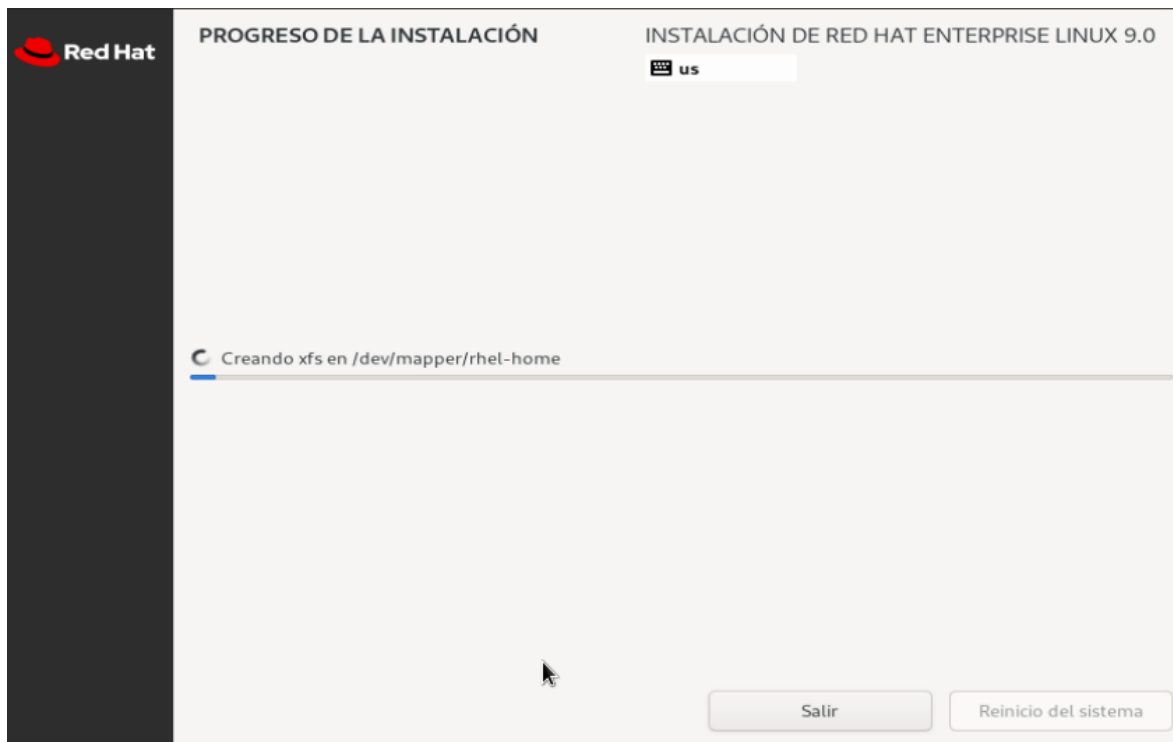 Red Hat
PROGRESO DE LA INSTALACIÓN
INSTALACIÓN DE RED HAT ENTERPRISE LINUX 9.0
us
Creando xfs en /dev/mapper/rhel-home
Salir
Reinicio del sistema